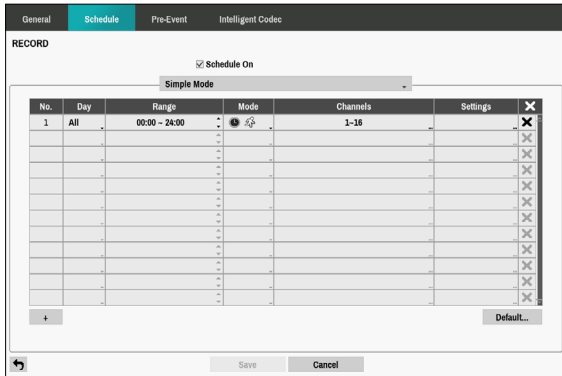 General Schedule Pre-Event Intelligent Codec
RECORD
Schedule On
Simple Mode
No. Day Range Mode Channels Settings
1 All 00:00 ~ 24:00 1~16
+ Default...
Save Cancel